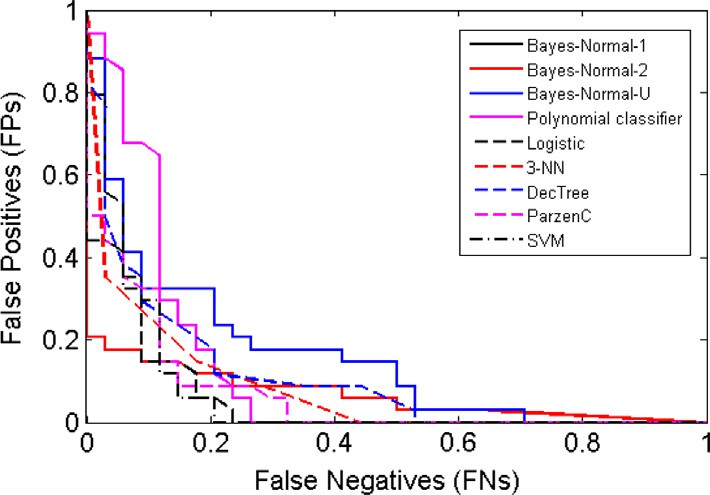 1
0.8
0.6
0.4
0.2
0
0
0.2
0.4
0.6
0.8
1
False Positives (FPs)
False Negatives (FNs)
Bayes-Normal-1
Bayes-Normal-2
Bayes-Normal-U
Polynomial classifier
Logistic
3-NN
DecTree
ParzenC
SVM